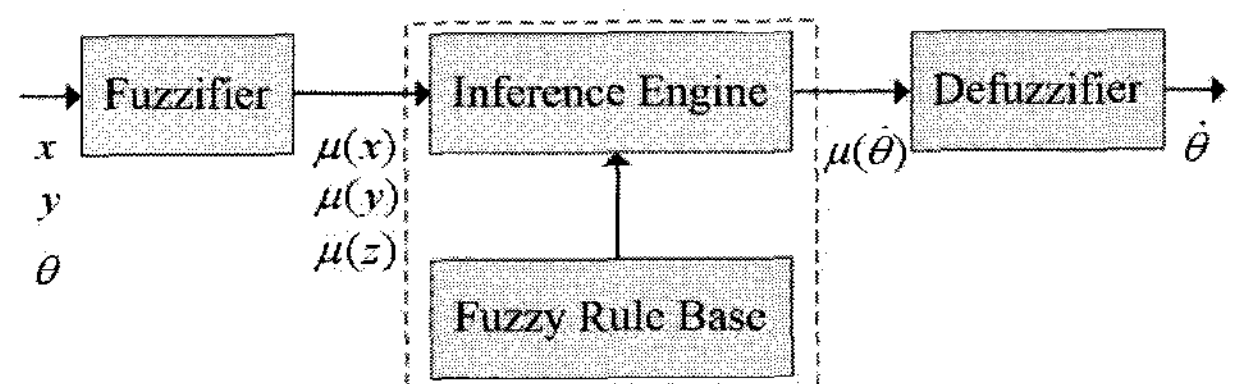 Fuzzifier
Inference Engine
Defuzzifier
x
y
θ
μ(x)
μ(y)
μ(z)
μ(θ̇)
θ̇
Fuzzy Rule Base